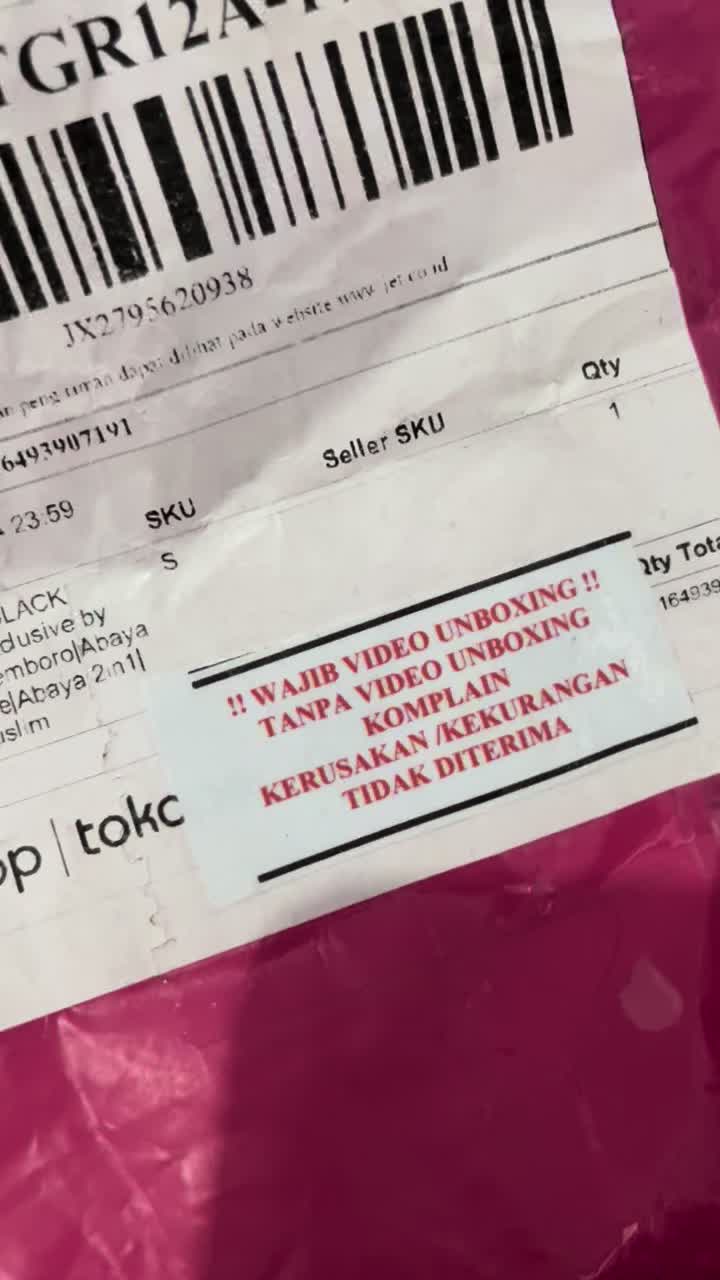 TGR12A-
JX2795620938
dapat dilihat pada website www.jet.co.id
6493907191
Qty
1
Seller SKU
23:59
SKU
S
LACK
clusive by
emboro|Abaya
e|Abaya 2in1|
uslim
Qty Tota
164939
!! WAJIB VIDEO UNBOXING !!
TANPA VIDEO UNBOXING
KOMPLAIN
KERUSAKAN /KEKURANGAN
TIDAK DITERIMA
op | tokc